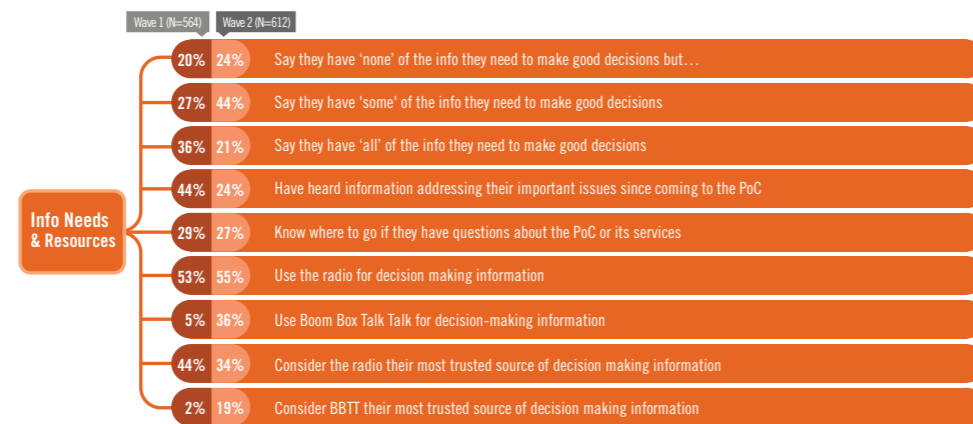 Wave 1 (N=564) Wave 2 (N=612)
20% 24% Say they have ‘none’ of the info they need to make good decisions but...
27% 44% Say they have 'some' of the info they need to make good decisions
36% 21% Say they have ‘all’ of the info they need to make good decisions
44% 24% Have heard information addressing their important issues since coming to the PoC
Info Needs
& Resources
29% 27% Know where to go if they have questions about the PoC or its services
53% 55% Use the radio for decision making information
5% 36% Use Boom Box Talk Talk for decision-making information
44% 34% Consider the radio their most trusted source of decision making information
2% 19% Consider BBTT their most trusted source of decision making information